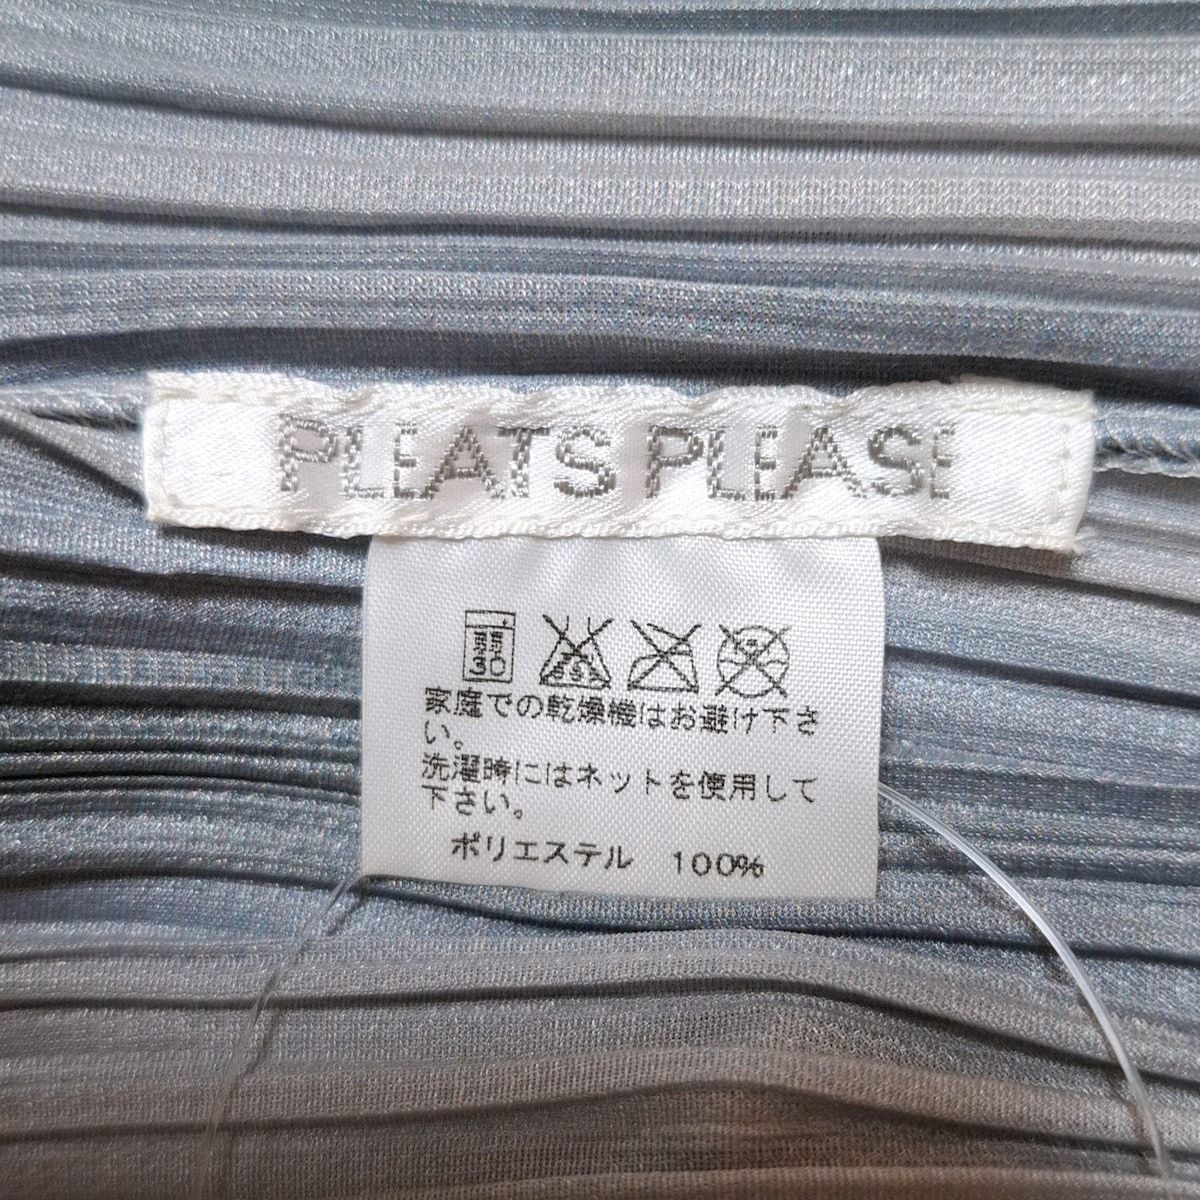 PLEATS PLEASE
弱
30
家庭での乾燥機はお避け下さ
い。
洗濯時にはネットを使用して
下さい。
ポリエステル 100%